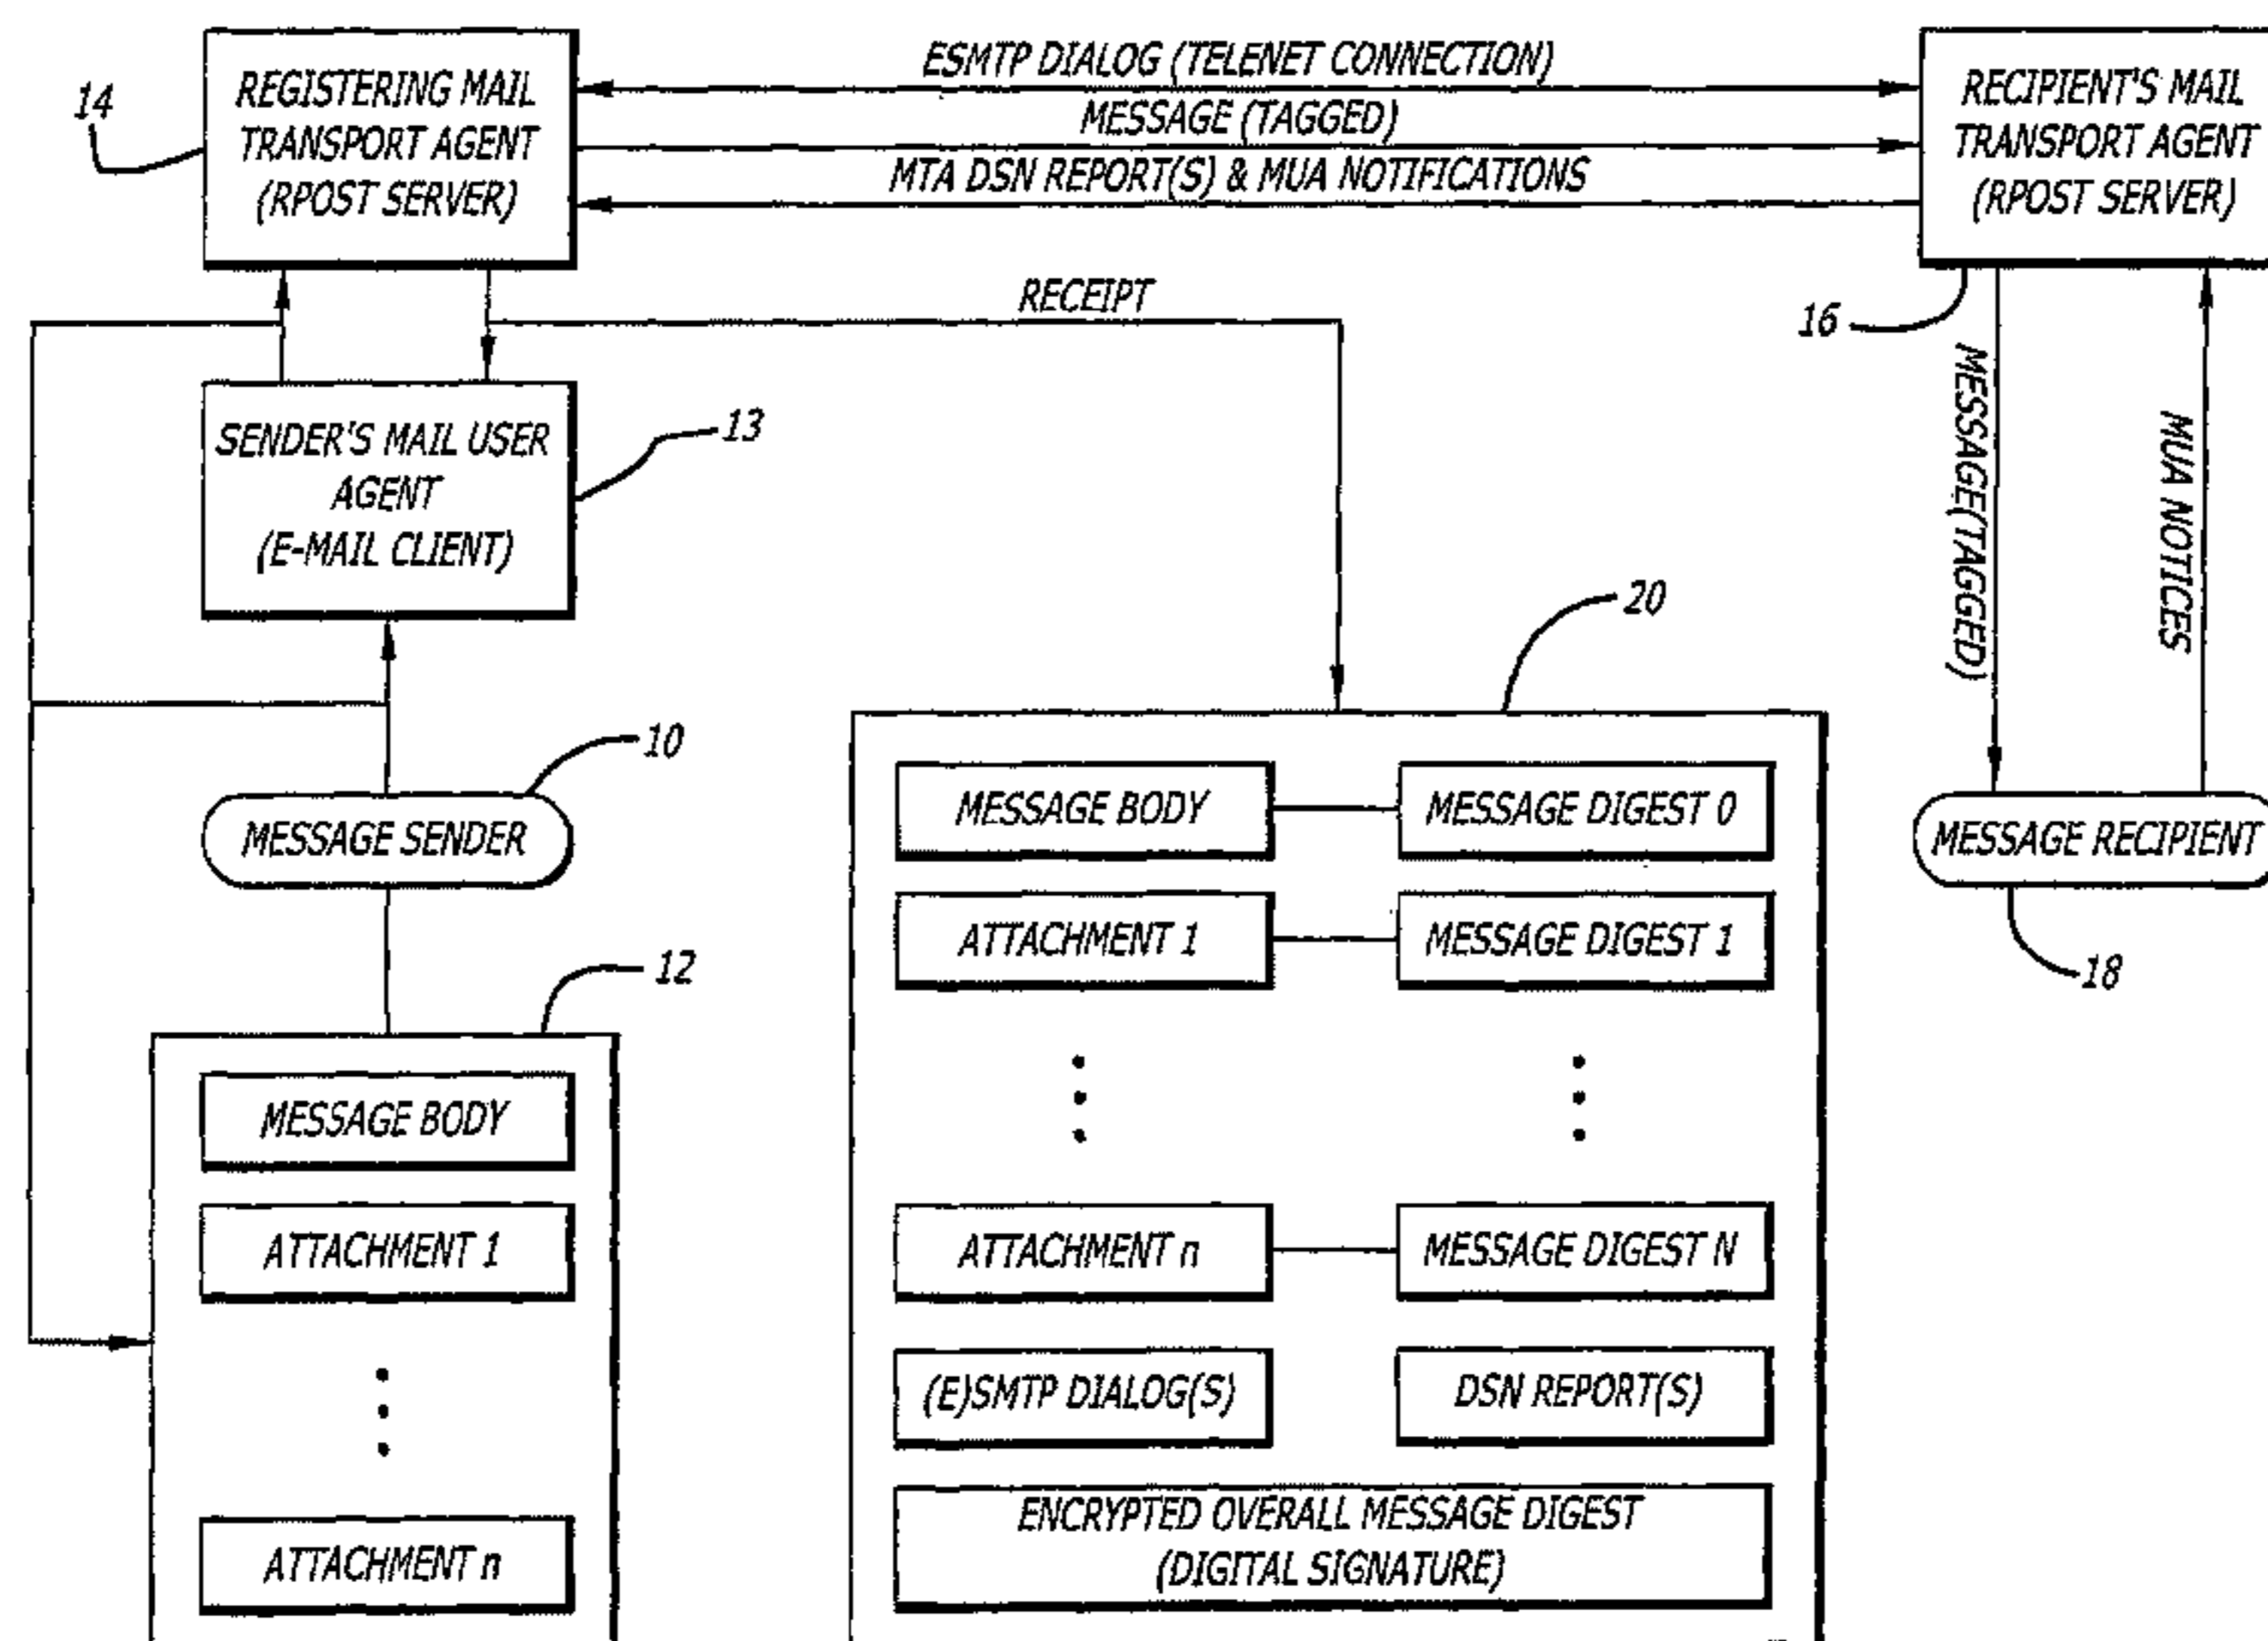 REGISTERING MAIL
TRANSPORT AGENT
(RPOST SERVER)
14
ESMTP DIALOG (TELENET CONNECTION)
MESSAGE (TAGGED)
MTA DSN REPORT(S) & MUA NOTIFICATIONS
RECIPIENT'S MAIL
TRANSPORT AGENT
(RPOST SERVER)
16
RECEIPT
SENDER'S MAIL USER
AGENT
(E-MAIL CLIENT)
13
MESSAGE(TAGGED)
MUA NOTICES
20
10
MESSAGE SENDER
MESSAGE RECIPIENT
18
12
MESSAGE BODY
ATTACHMENT 1
ATTACHMENT n
MESSAGE BODY
MESSAGE DIGEST 0
ATTACHMENT 1
MESSAGE DIGEST 1
ATTACHMENT n
MESSAGE DIGEST N
(E)SMTP DIALOG(S)
DSN REPORT(S)
ENCRYPTED OVERALL MESSAGE DIGEST
(DIGITAL SIGNATURE)